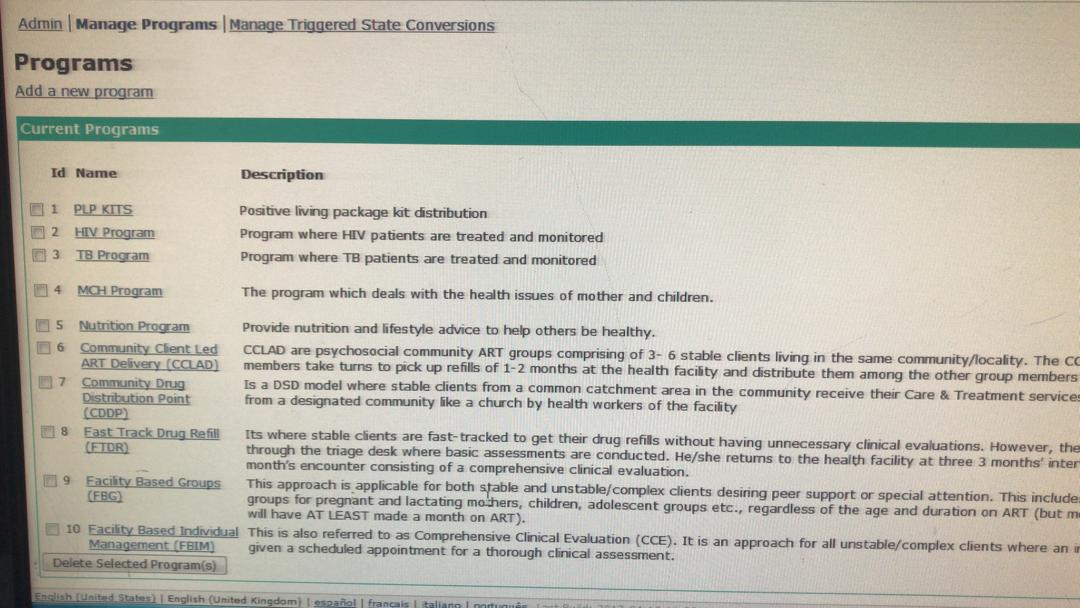 Admin | Manage Programs | Manage Triggered State Conversions
Programs
Add a new program
Current Programs
Id Name Description
1 PLP KITS Positive living package kit distribution
2 HIV Program Program where HIV patients are treated and monitored
3 TB Program Program where TB patients are treated and monitored
4 MCH Program The program which deals with the health issues of mother and children.
5 Nutrition Program Provide nutrition and lifestyle advice to help others be healthy.
6 Community Client Led CCLAD are psychosocial community ART groups comprising of 3- 6 stable clients living in the same community/locality. The CC
ART Delivery (CCLAD) members take turns to pick up refills of 1-2 months at the health facility and distribute them among the other group members
7 Community Drug Is a DSD model where stable clients from a common catchment area in the community receive their Care & Treatment services
Distribution Point from a designated community like a church by health workers of the facility
(CDDP)
8 Fast Track Drug Refill Its where stable clients are fast-tracked to get their drug refills without having unnecessary clinical evaluations. However, the
(FTDR) through the triage desk where basic assessments are conducted. He/she returns to the health facility at three 3 months' inter
month's encounter consisting of a comprehensive clinical evaluation.
9 Facility Based Groups This approach is applicable for both stable and unstable/complex clients desiring peer support or special attention. This include
(FBG) groups for pregnant and lactating mothers, children, adolescent groups etc., regardless of the age and duration on ART (but m
will have AT LEAST made a month on ART).
10 Facility Based Individual This is also referred to as Comprehensive Clinical Evaluation (CCE). It is an approach for all unstable/complex clients where an i
Management (FBIM) given a scheduled appointment for a thorough clinical assessment.
Delete Selected Program(s)
English (United States) | English (United Kingdom) | español | français | italiano | português